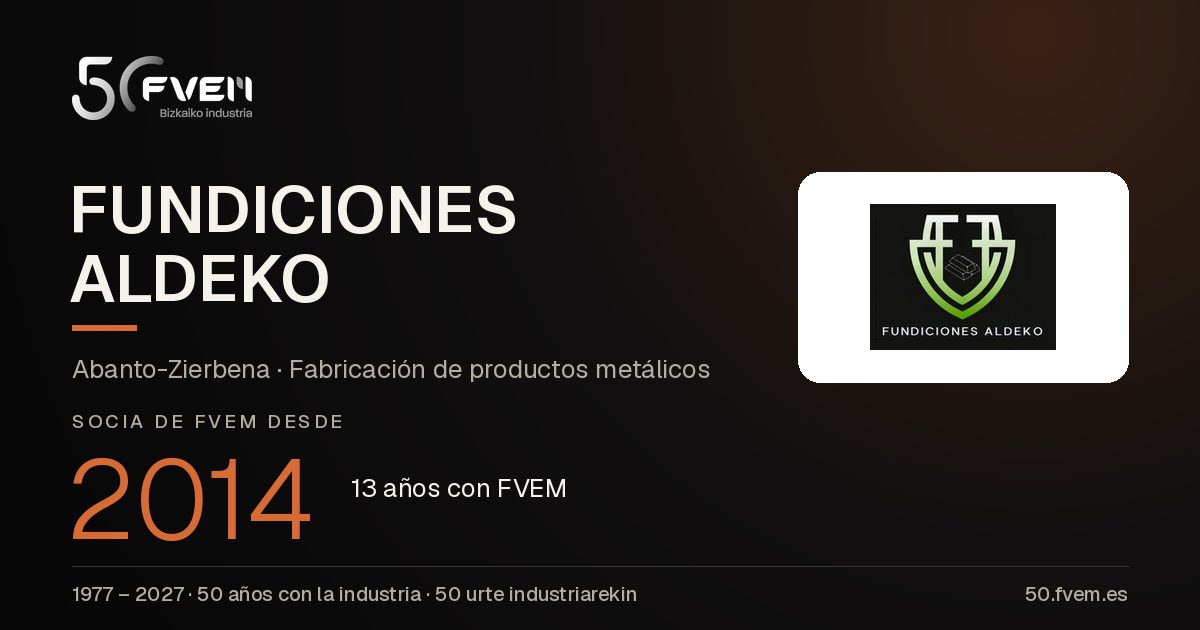 50 FVEM
Bizkaiko industria
FUNDICIONES
ALDEKO
FUNDICIONES ALDEKO
Abanto-Zierbena · Fabricación de productos metálicos
SOCIA DE FVEM DESDE
2014
13 años con FVEM
1977 – 2027 · 50 años con la industria · 50 urte industriarekin
50.fvem.es